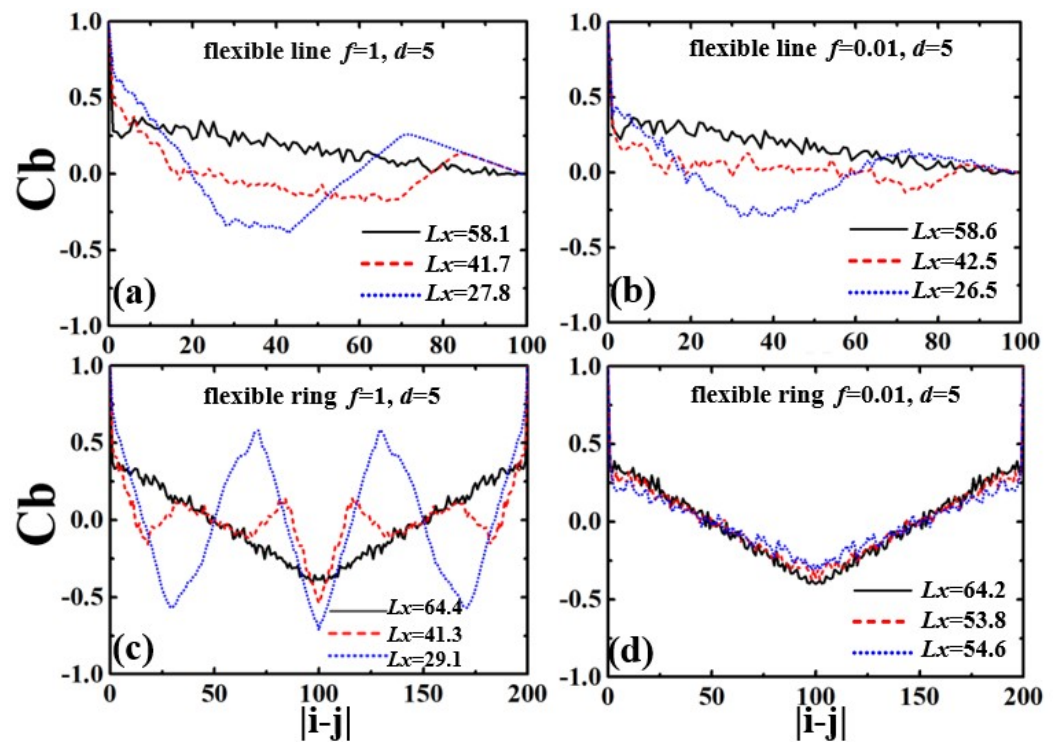 flexible line f=1, d=5
1.0
0.5
0.0
-0.5
-1.0
Cb
Lx=58.1
Lx=41.7
Lx=27.8
(a)
0 20 40 60 80 100
flexible line f=0.01, d=5
1.0
0.5
0.0
-0.5
-1.0
Lx=58.6
Lx=42.5
Lx=26.5
(b)
0 20 40 60 80 100
flexible ring f=1, d=5
1.0
0.5
0.0
-0.5
-1.0
Cb
Lx=64.4
Lx=41.3
Lx=29.1
(c)
0 50 100 150 200
|i-j|
flexible ring f=0.01, d=5
1.0
0.5
0.0
-0.5
-1.0
Lx=64.2
Lx=53.8
Lx=54.6
(d)
0 50 100 150 200
|i-j|